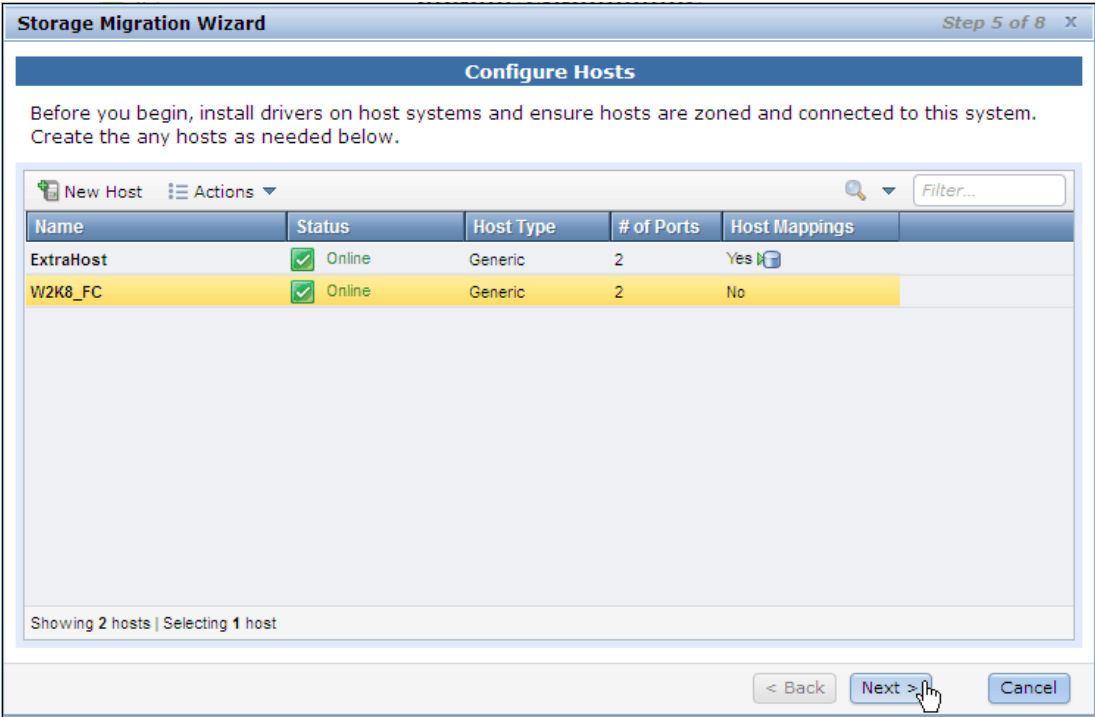 Storage Migration Wizard Step 5 of 8 X
Configure Hosts
Before you begin, install drivers on host systems and ensure hosts are zoned and connected to this system.
Create the any hosts as needed below.
New Host Actions Filter...
Name Status Host Type # of Ports Host Mappings
ExtraHost Online Generic 2 Yes
W2K8_FC Online Generic 2 No
Showing 2 hosts | Selecting 1 host
< Back Next > Cancel